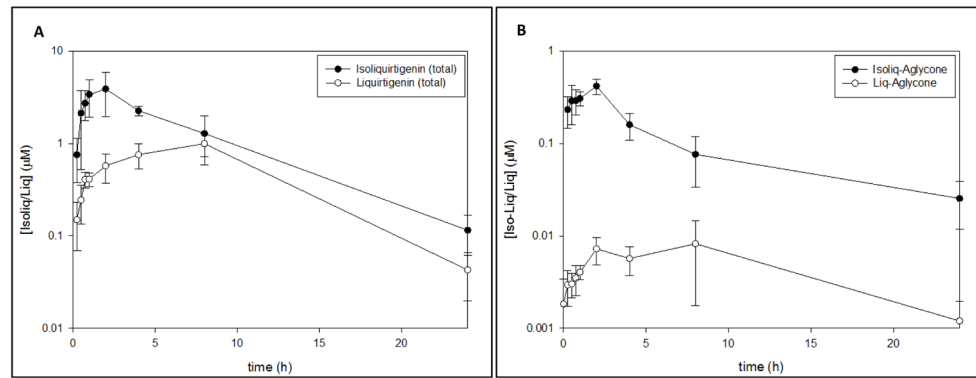 A
Isoliquirtigenin (total)
Liquirtigenin (total)
[Isoliq/Liq] (µM)
10
1
0.1
0.01
0
5
10
15
20
time (h)
B
Isoliq-Aglycone
Liq-Aglycone
[Iso-Liq/Liq] (µM)
1
0.1
0.01
0.001
0
5
10
15
20
time (h)